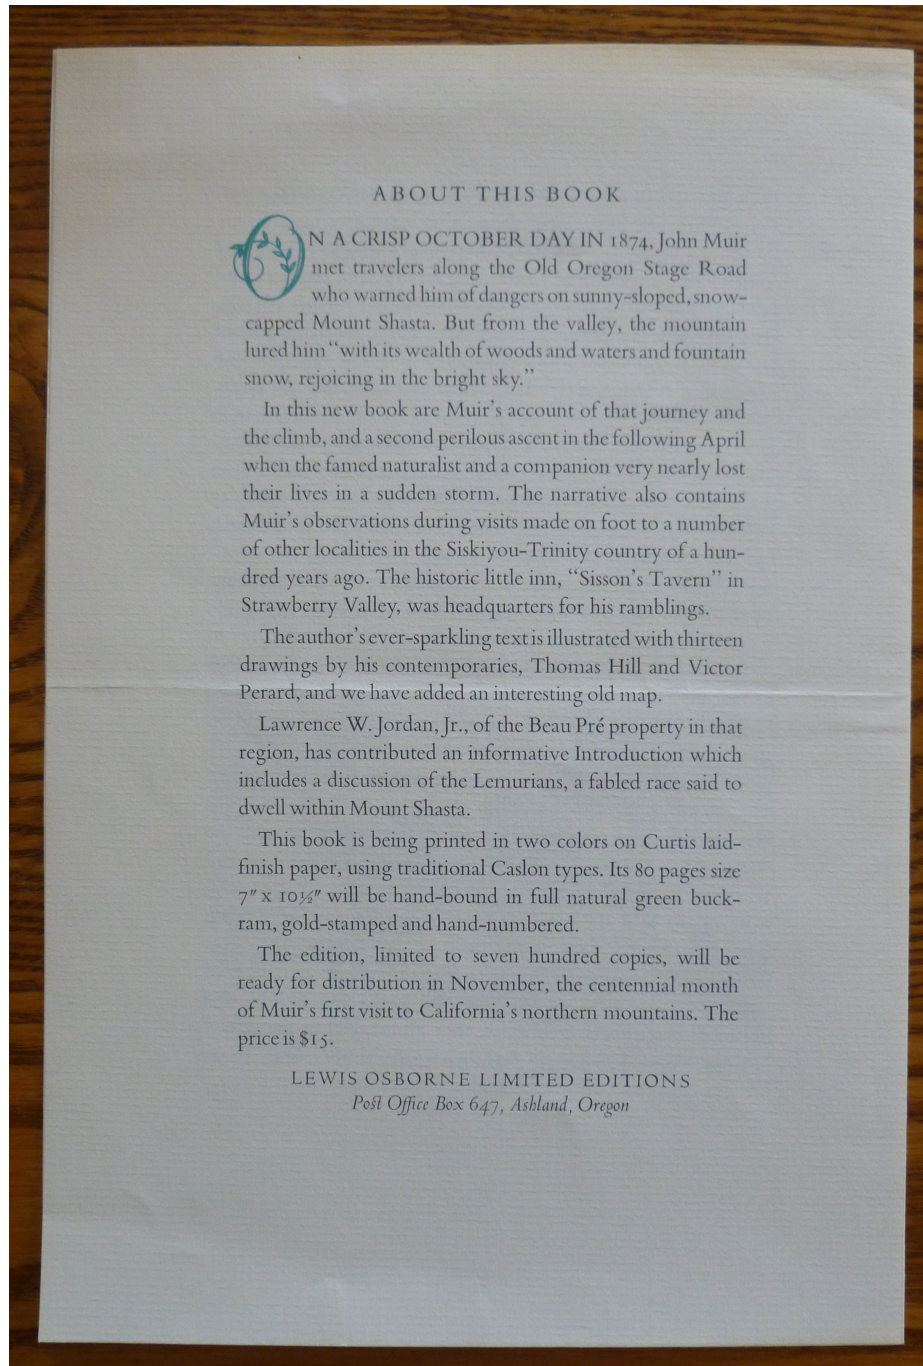 ABOUT THIS BOOK
ON A CRISP OCTOBER DAY IN 1874, John Muir
met travelers along the Old Oregon Stage Road
who warned him of dangers on sunny-sloped, snow-
capped Mount Shasta. But from the valley, the mountain
lured him “with its wealth of woods and waters and fountain
snow, rejoicing in the bright sky.”
In this new book are Muir’s account of that journey and
the climb, and a second perilous ascent in the following April
when the famed naturalist and a companion very nearly lost
their lives in a sudden storm. The narrative also contains
Muir’s observations during visits made on foot to a number
of other localities in the Siskiyou-Trinity country of a hun-
dred years ago. The historic little inn, “Sisson’s Tavern” in
Strawberry Valley, was headquarters for his ramblings.
The author’s ever-sparkling text is illustrated with thirteen
drawings by his contemporaries, Thomas Hill and Victor
Perard, and we have added an interesting old map.
Lawrence W. Jordan, Jr., of the Beau Pré property in that
region, has contributed an informative Introduction which
includes a discussion of the Lemurians, a fabled race said to
dwell within Mount Shasta.
This book is being printed in two colors on Curtis laid-
finish paper, using traditional Caslon types. Its 80 pages size
7″ x 10½″ will be hand-bound in full natural green buck-
ram, gold-stamped and hand-numbered.
The edition, limited to seven hundred copies, will be
ready for distribution in November, the centennial month
of Muir’s first visit to California’s northern mountains. The
price is $15.
LEWIS OSBORNE LIMITED EDITIONS
Post Office Box 647, Ashland, Oregon